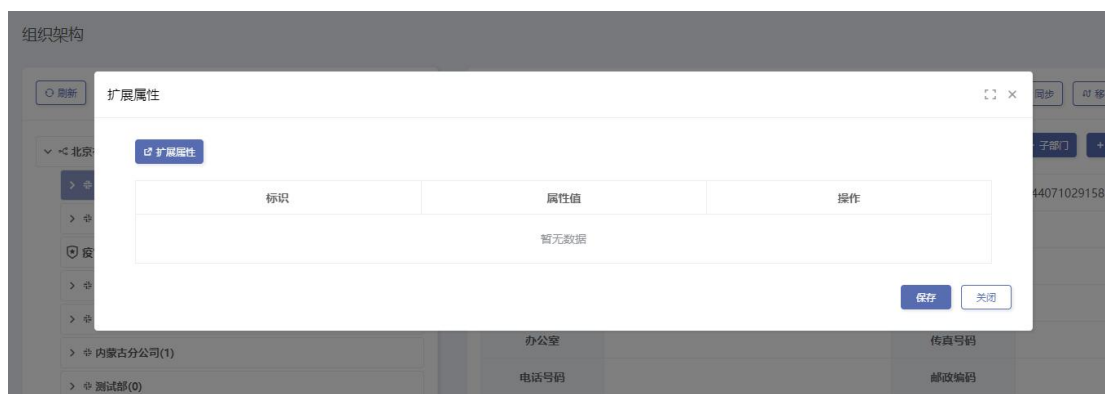 组织架构
刷新
扩展属性
同步
移
北京
扩展属性
子部门
标识
属性值
操作
44071029158
暂无数据
疫
保存
关闭
办公室
传真号码
内蒙古分公司(1)
电话号码
邮政编码
测试部(0)